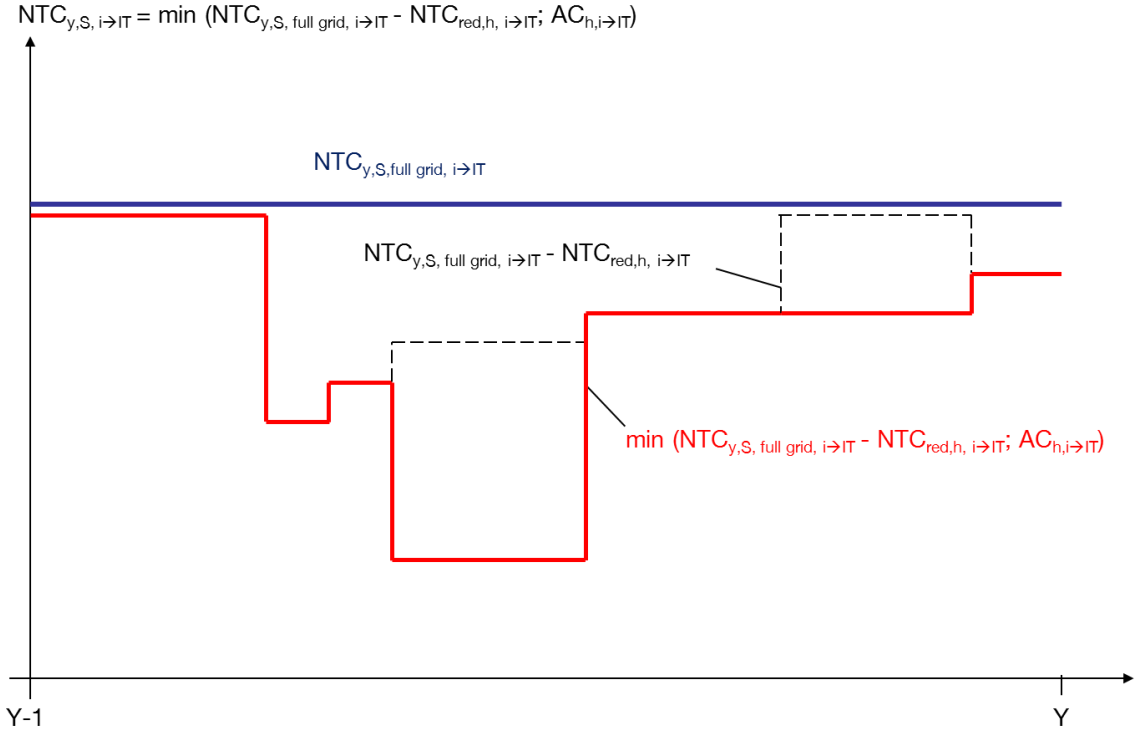 NTCy,S, i→IT = min (NTCy,S, full grid, i→IT - NTCred,h, i→IT; ACh,i→IT)
NTCy,S,full grid, i→IT
NTCy,S, full grid, i→IT - NTCred,h, i→IT
min (NTCy,S, full grid, i→IT - NTCred,h, i→IT; ACh,i→IT)
Y-1
Y